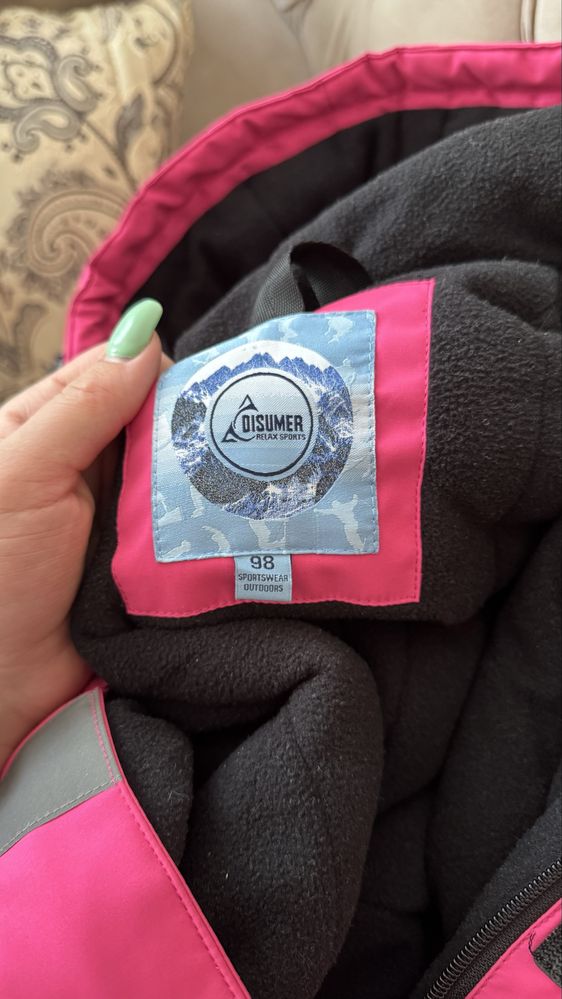 DISUMER
RELAX SPORTS
98
SPORTSWEAR
OUTDOORS